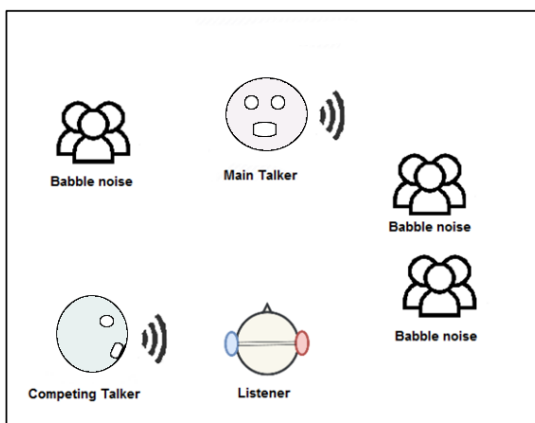 Main Talker
Babble noise
Babble noise
Babble noise
Competing Talker
Listener